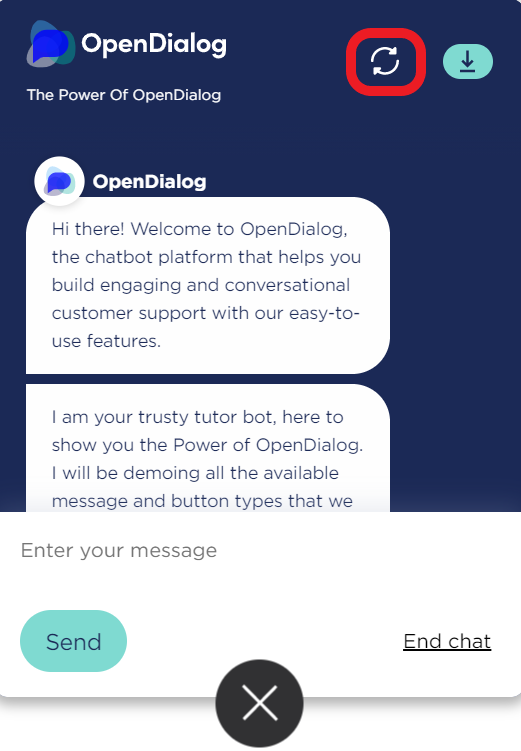 OpenDialog
The Power Of OpenDialog
OpenDialog
Hi there! Welcome to OpenDialog,
the chatbot platform that helps you
build engaging and conversational
customer support with our easy-to-
use features.
I am your trusty tutor bot, here to
show you the Power of OpenDialog.
I will be demoing all the available
message and button types that we
Enter your message
Send
End chat